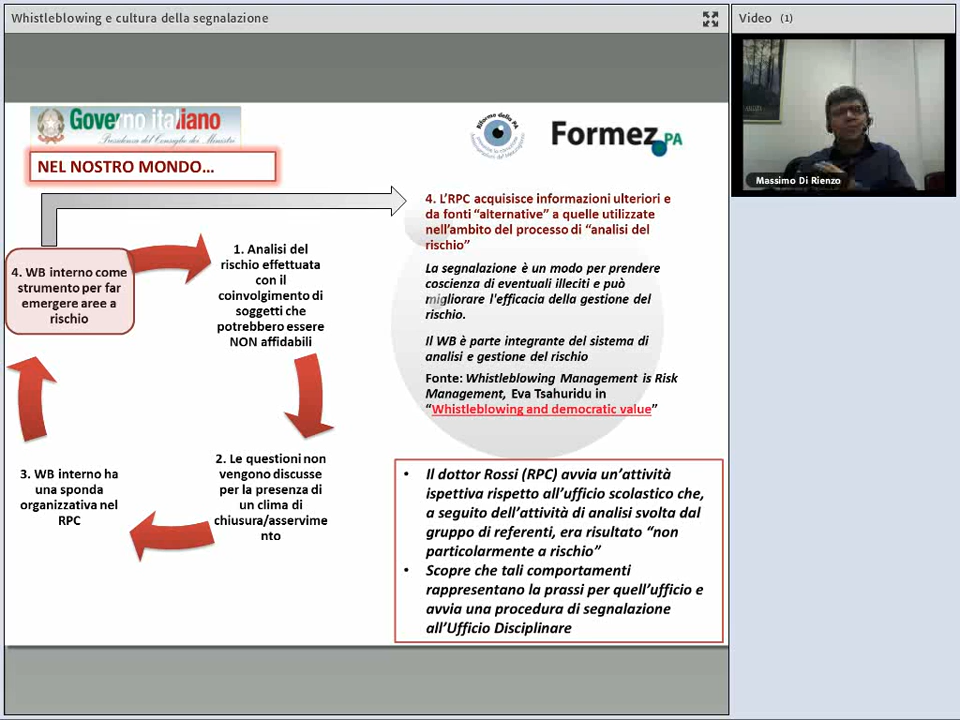 Whistleblowing e cultura della segnalazione
Video (1)
Governo italiano
Presidenza del Consiglio dei Ministri
Riforme della PA
Formez PA
NEL NOSTRO MONDO…
Massimo Di Rienzo
4. L’RPC acquisisce informazioni ulteriori e
da fonti “alternative” a quelle utilizzate
nell’ambito del processo di “analisi del
rischio”
La segnalazione è un modo per prendere
coscienza di eventuali illeciti e può
migliorare l'efficacia della gestione del
rischio.
Il WB è parte integrante del sistema di
analisi e gestione del rischio
Fonte: Whistleblowing Management is Risk
Management, Eva Tsahuridu in
“Whistleblowing and democratic value”
1. Analisi del
rischio effettuata
con il
coinvolgimento di
soggetti che
potrebbero essere
NON affidabili
4. WB interno come
strumento per far
emergere aree a
rischio
2. Le questioni non
vengono discusse
per la presenza di
un clima di
chiusura/asservime
nto
3. WB interno ha
una sponda
organizzativa nel
RPC
• Il dottor Rossi (RPC) avvia un’attività
ispettiva rispetto all’ufficio scolastico che,
a seguito dell’attività di analisi svolta dal
gruppo di referenti, era risultato “non
particolarmente a rischio”
• Scopre che tali comportamenti
rappresentano la prassi per quell’ufficio e
avvia una procedura di segnalazione
all’Ufficio Disciplinare